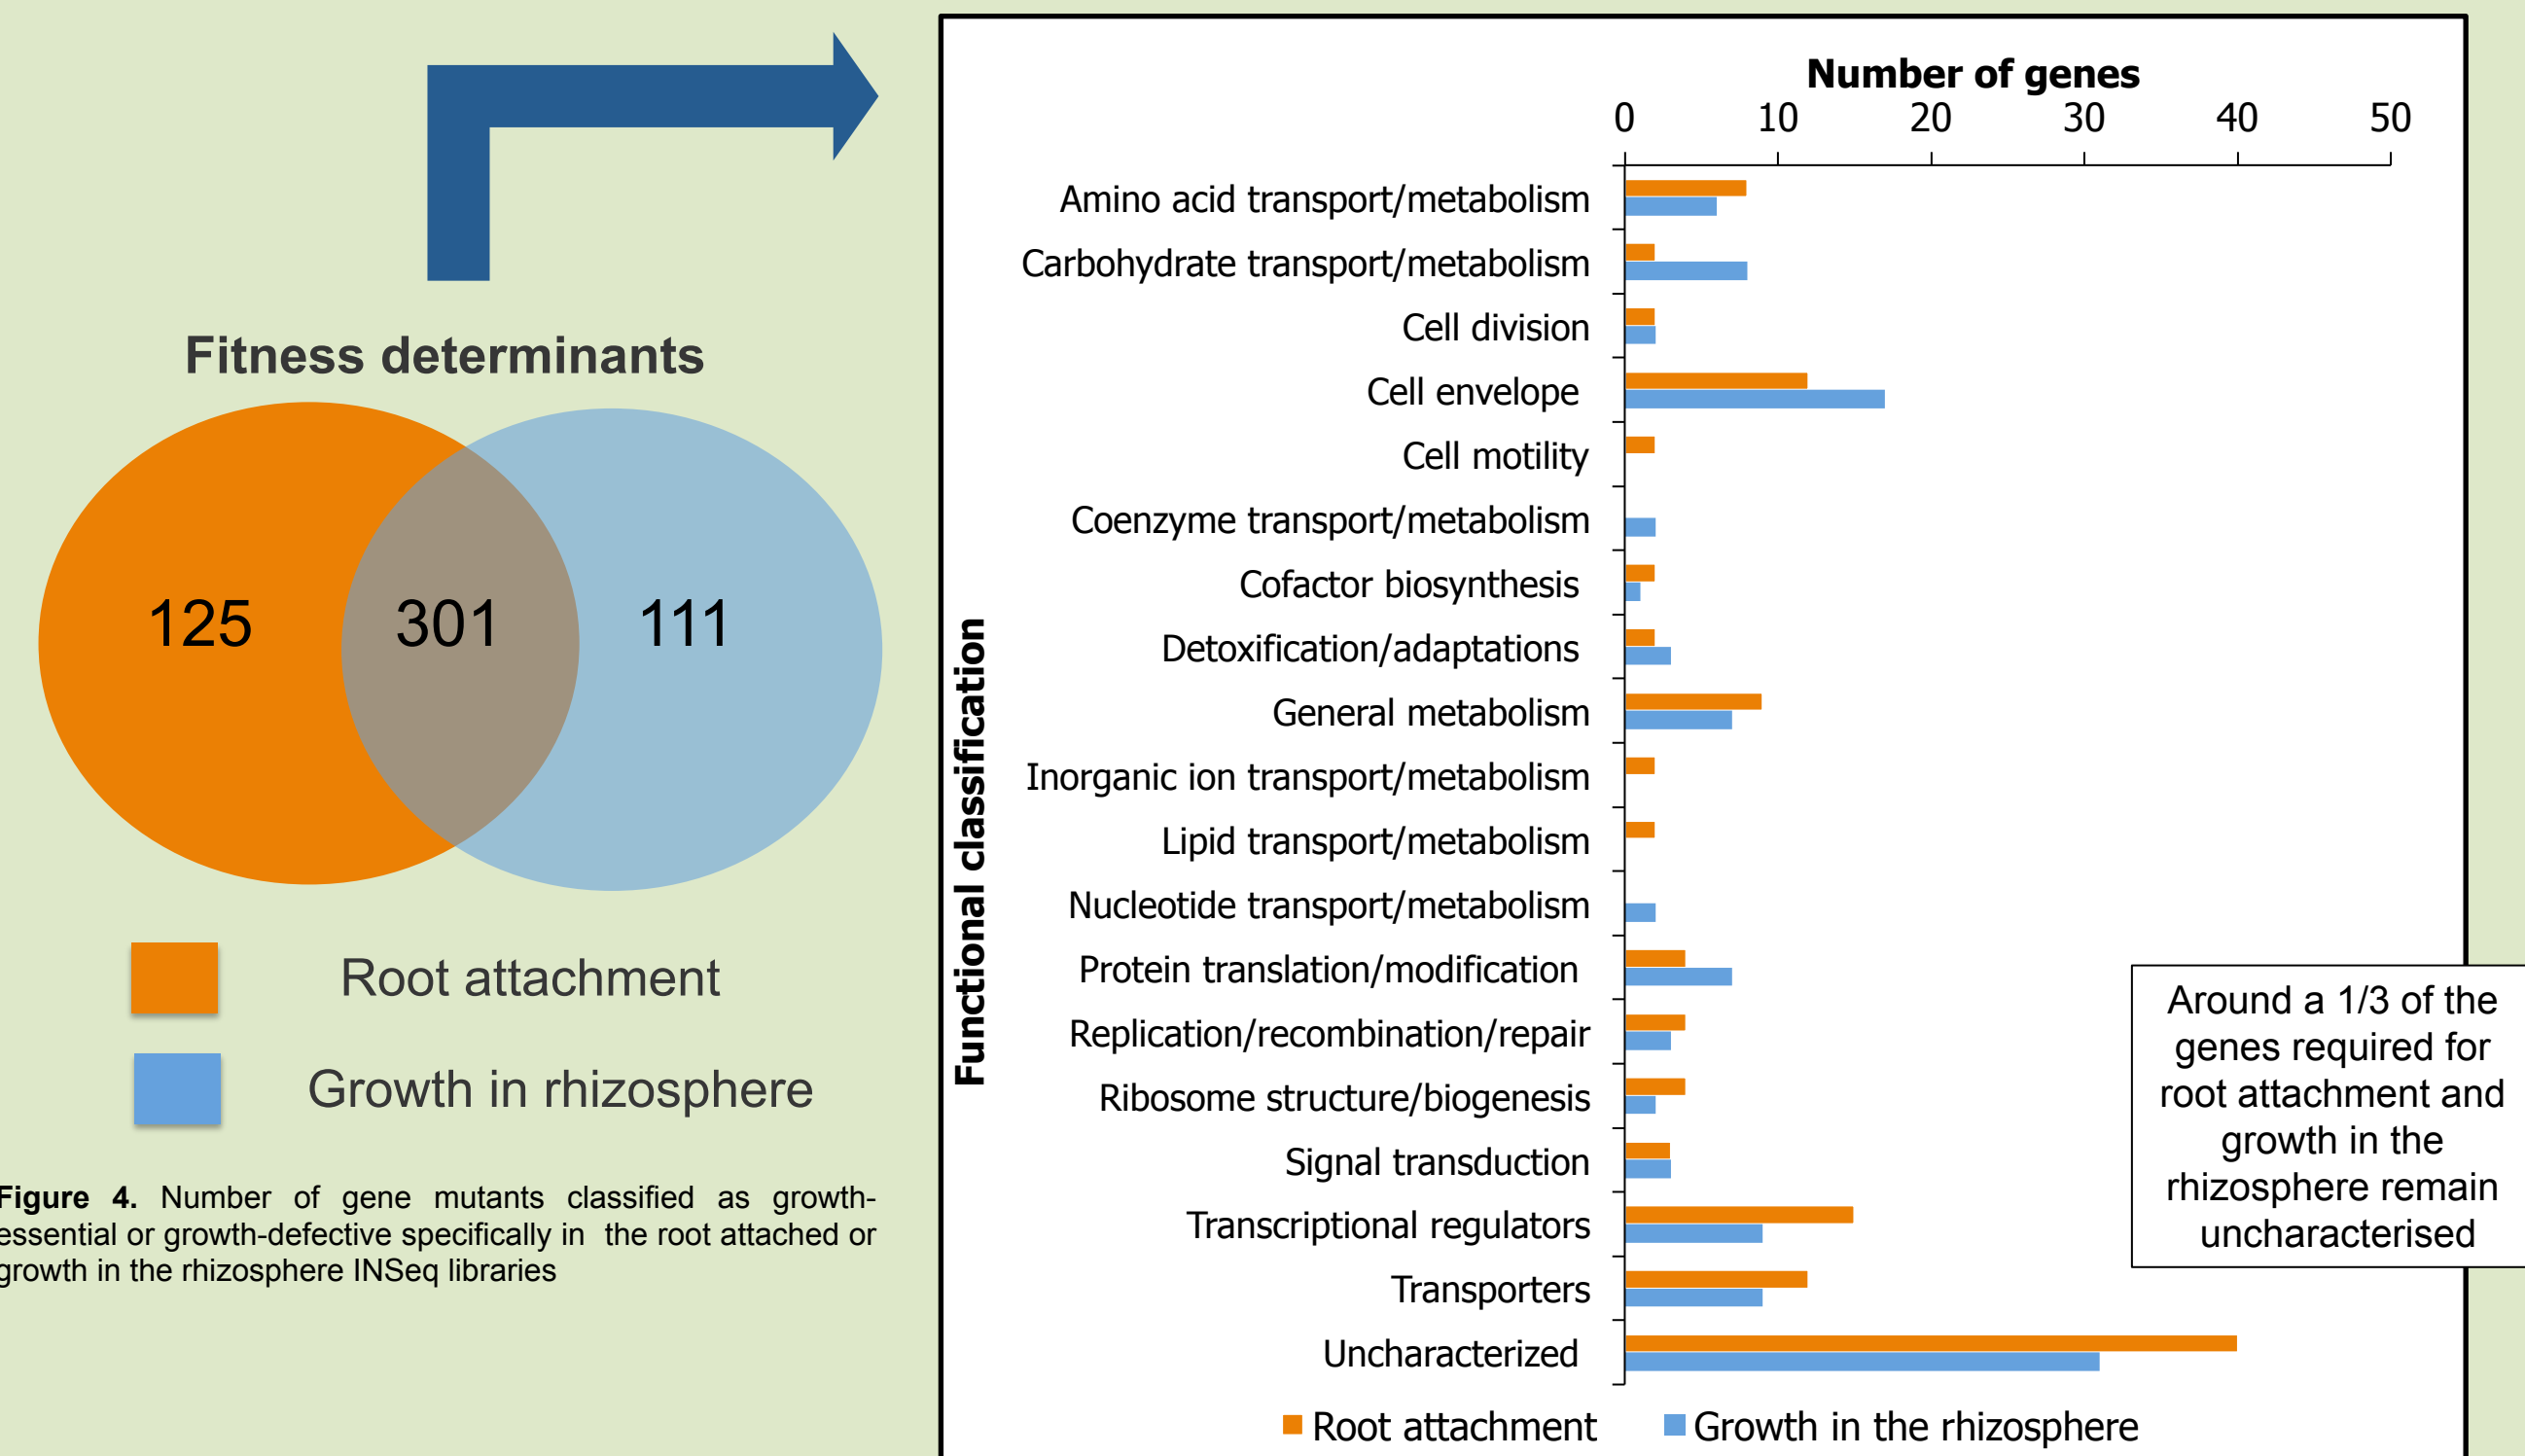 Fitness determinants
125
301
111
Root attachment
Growth in rhizosphere
Figure 4. Number of gene mutants classified as growth-
essential or growth-defective specifically in the root attached or
growth in the rhizosphere INSeq libraries
Number of genes
0 10 20 30 40 50
Functional classification
Amino acid transport/metabolism
Carbohydrate transport/metabolism
Cell division
Cell envelope
Cell motility
Coenzyme transport/metabolism
Cofactor biosynthesis
Detoxification/adaptations
General metabolism
Inorganic ion transport/metabolism
Lipid transport/metabolism
Nucleotide transport/metabolism
Protein translation/modification
Replication/recombination/repair
Ribosome structure/biogenesis
Signal transduction
Transcriptional regulators
Transporters
Uncharacterized
Root attachment Growth in the rhizosphere
Around a 1/3 of the
genes required for
root attachment and
growth in the
rhizosphere remain
uncharacterised